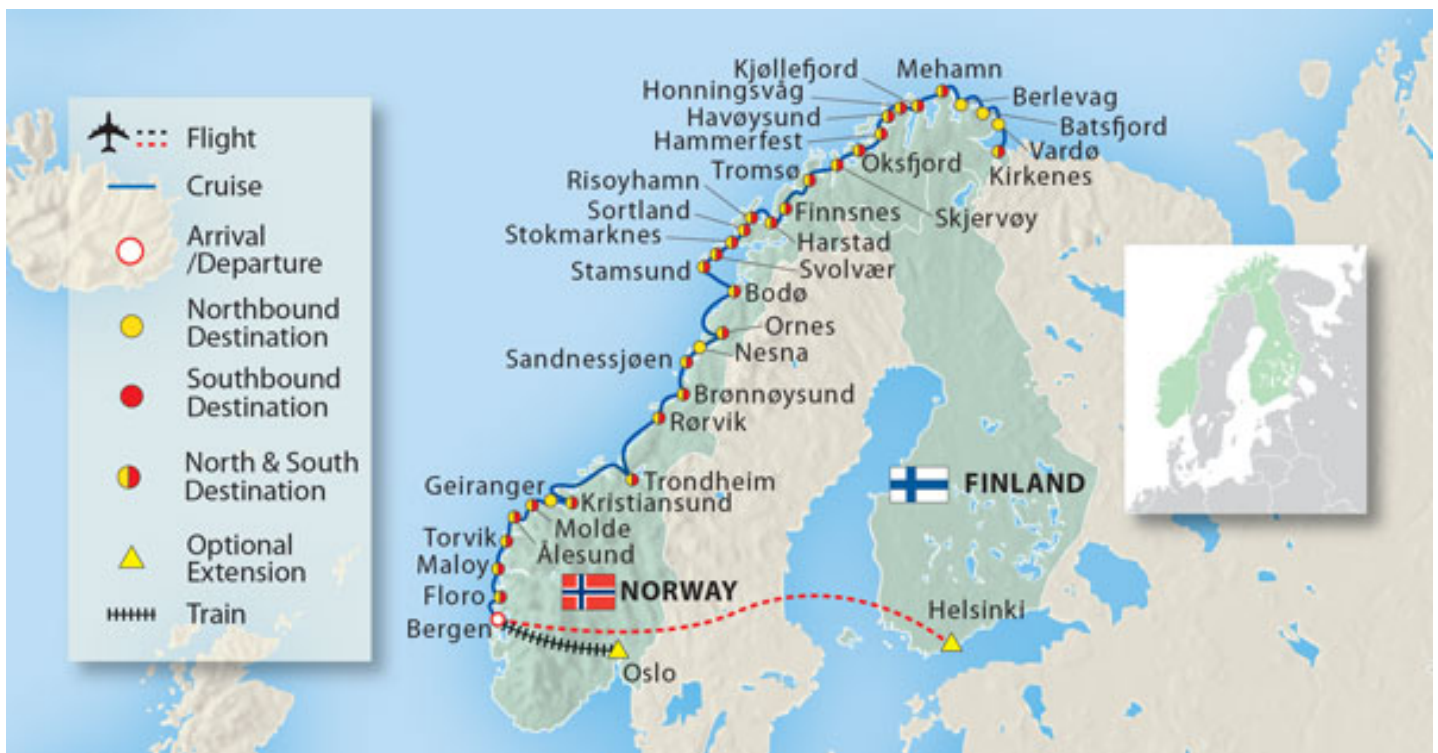 Flight
Cruise
Arrival
/Departure
Northbound
Destination
Southbound
Destination
North & South
Destination
Optional
Extension
Train
Kjøllefjord
Mehamn
Honningsvåg
Berlevag
Havøysund
Batsfjord
Hammerfest
Vardø
Tromsø
Oksfjord
Kirkenes
Risoyhamn
Sortland
Finnsnes
Skjervøy
Stokmarknes
Harstad
Stamsund
Svolvær
Bodø
Ornes
Sandnessjøen
Nesna
Brønnøysund
Rørvik
Geiranger
Trondheim
FINLAND
Kristiansund
Torvik
Molde
Ålesund
Maloy
NORWAY
Floro
Helsinki
Bergen
Oslo